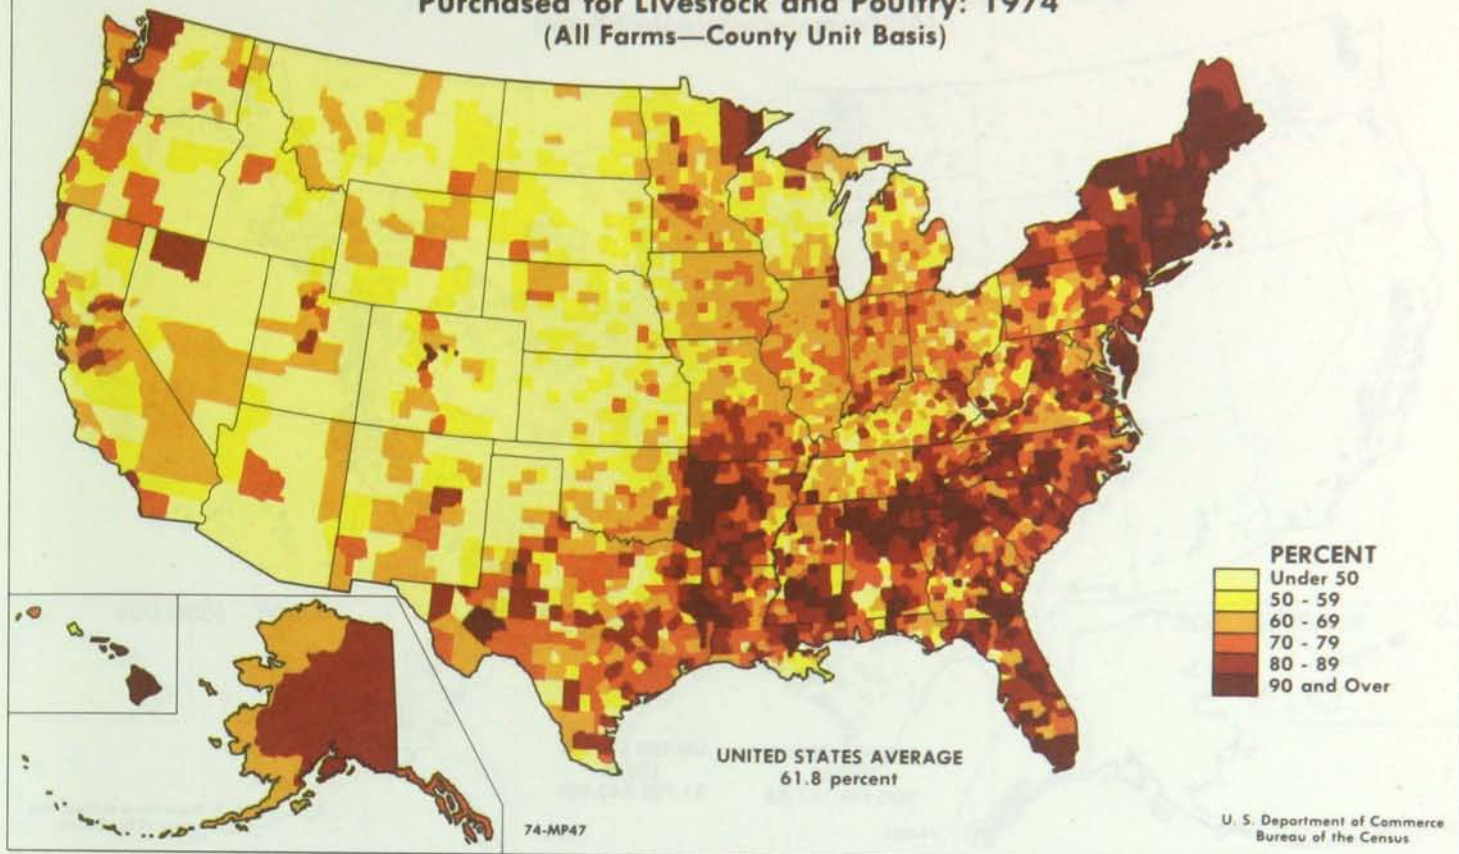 Purchased for Livestock and Poultry: 1974
(All Farms—County Unit Basis)
PERCENT
Under 50
50 - 59
60 - 69
70 - 79
80 - 89
90 and Over
UNITED STATES AVERAGE
61.8 percent
74-MP47
U. S. Department of Commerce
Bureau of the Census